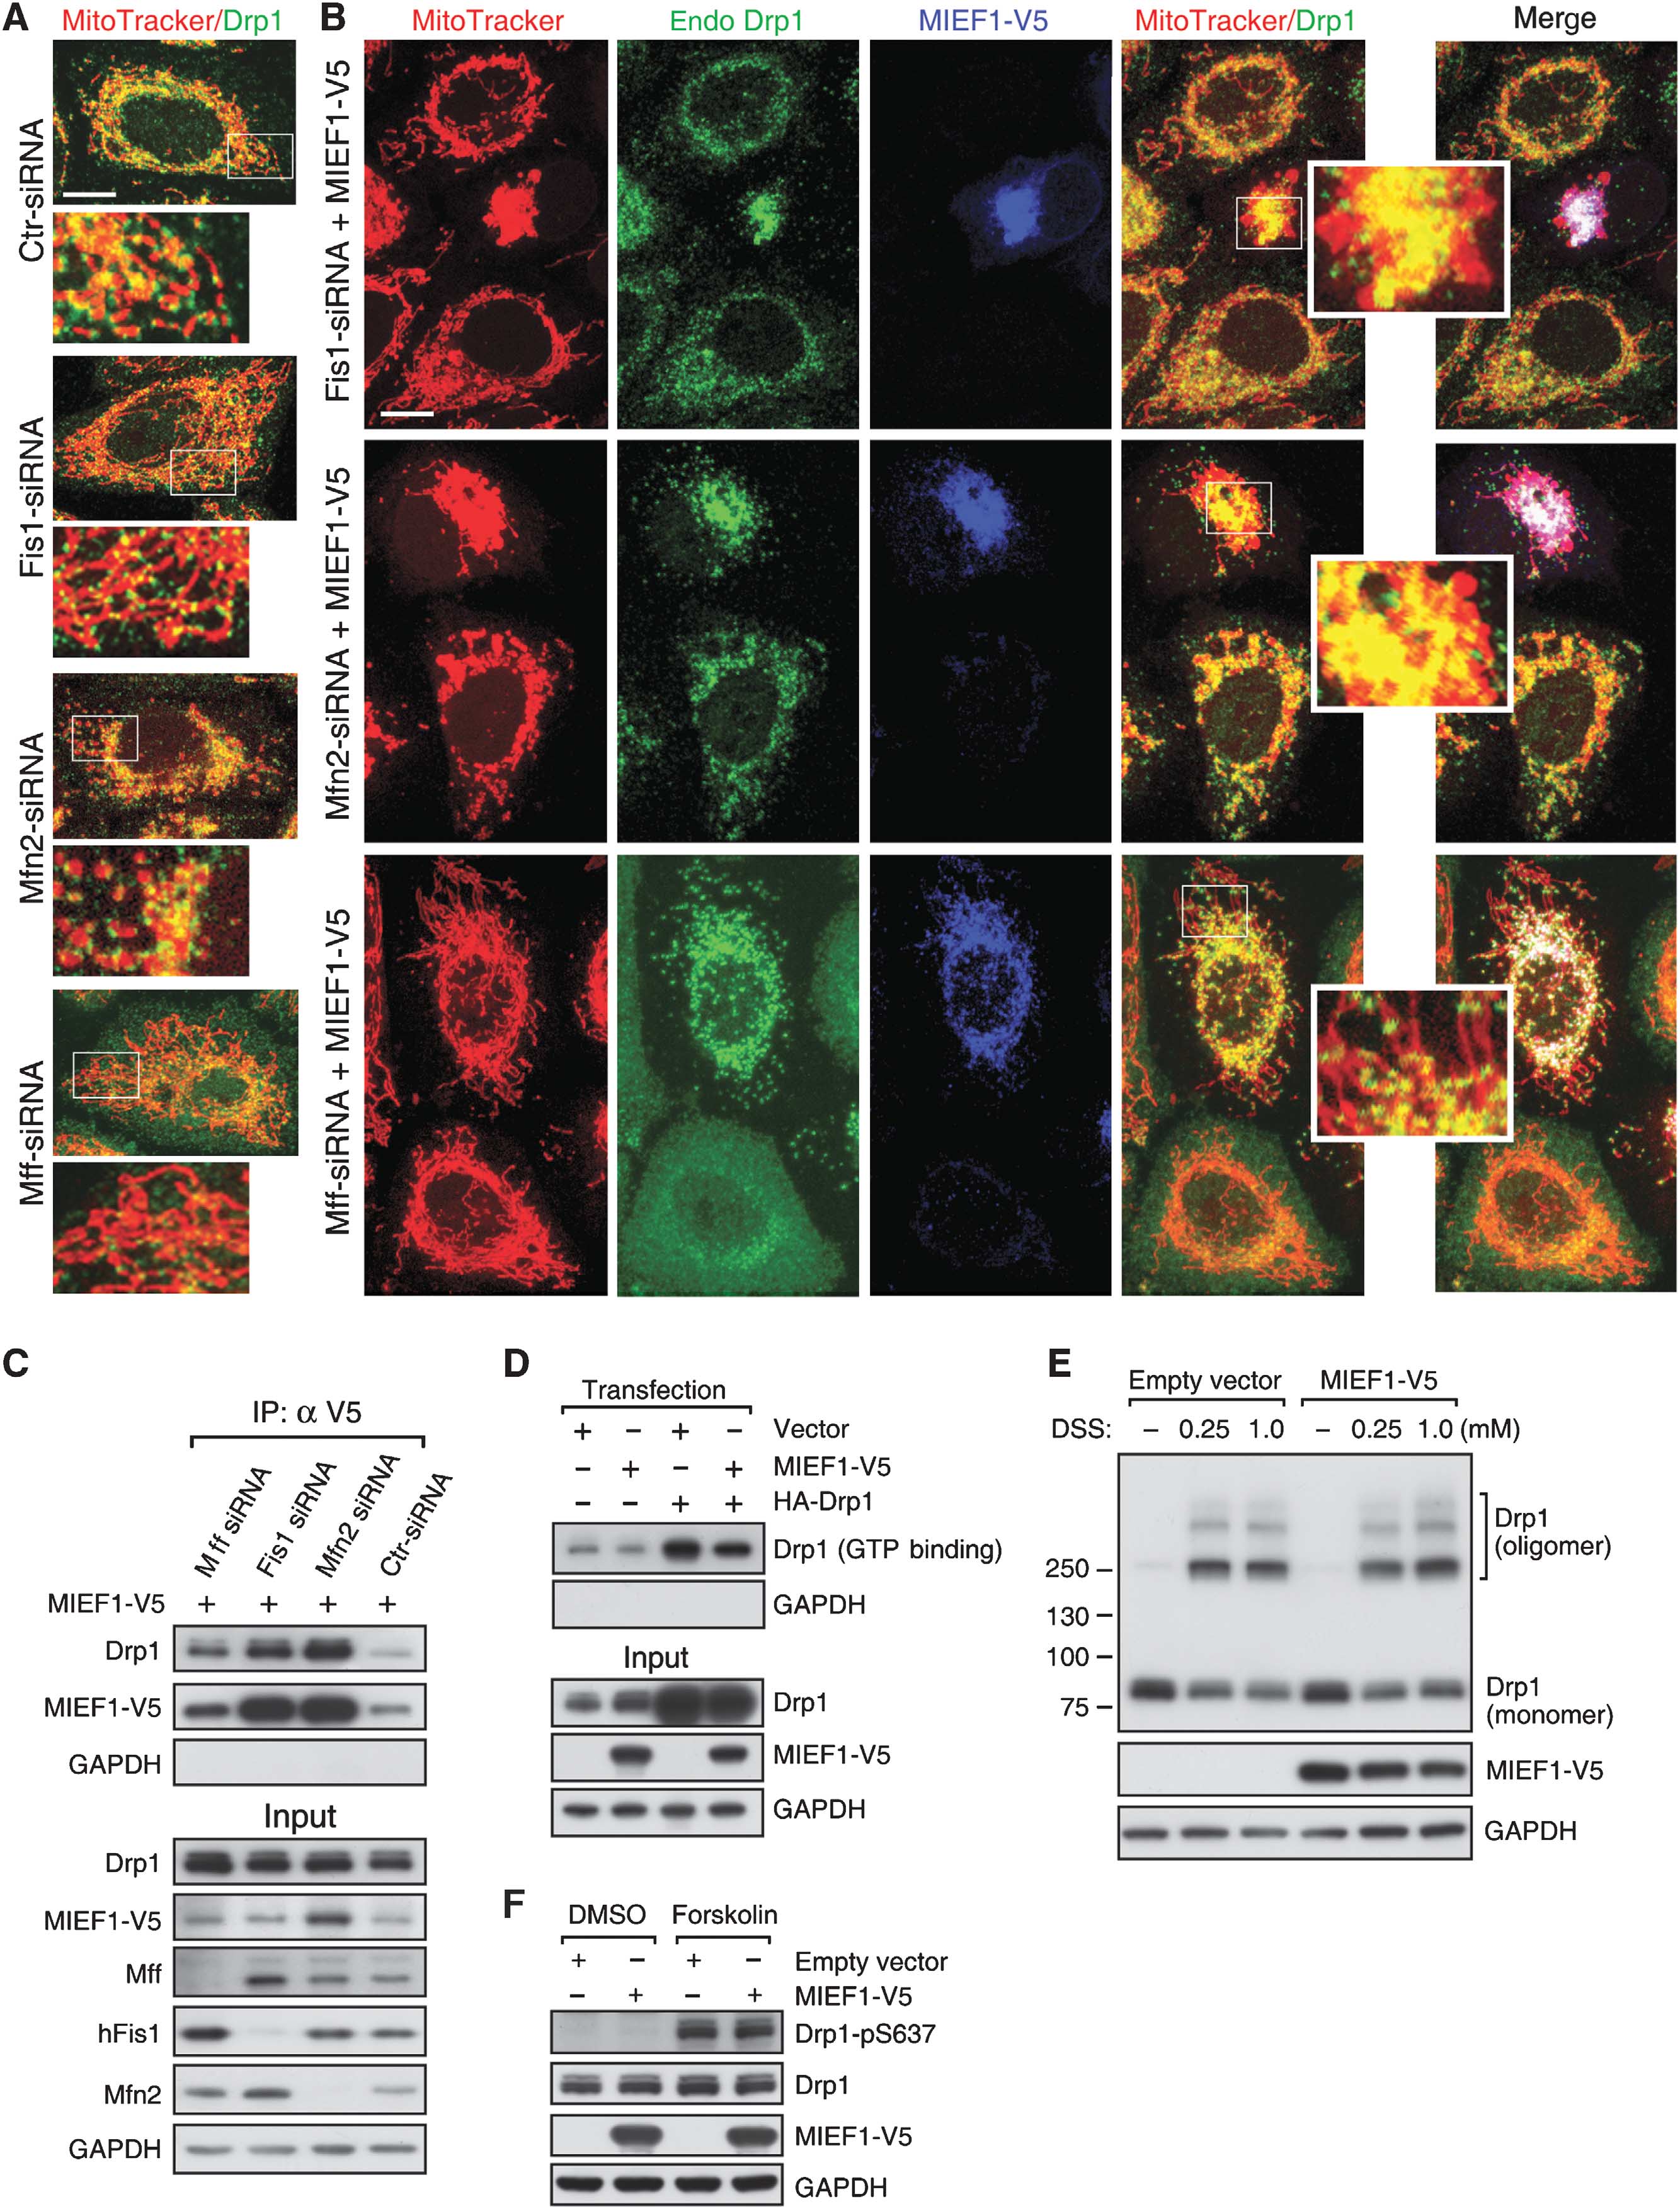 A
MitoTracker/Drp1
Ctr-siRNA
Fis1-siRNA
Mfn2-siRNA
Mff-siRNA
B
MitoTracker
Endo Drp1
MIEF1-V5
MitoTracker/Drp1
Merge
Fis1-siRNA + MIEF1-V5
Mfn2-siRNA + MIEF1-V5
Mff-siRNA + MIEF1-V5
C
IP: α V5
Mff siRNA
Fis1 siRNA
Mfn2 siRNA
Ctr-siRNA
MIEF1-V5 + + + +
Drp1
MIEF1-V5
GAPDH
Input
Drp1
MIEF1-V5
Mff
hFis1
Mfn2
GAPDH
D
Transfection
+ – + – Vector
– + – + MIEF1-V5
– – + + HA-Drp1
Drp1 (GTP binding)
GAPDH
Input
Drp1
MIEF1-V5
GAPDH
E
Empty vector MIEF1-V5
DSS: – 0.25 1.0 – 0.25 1.0 (mM)
Drp1
(oligomer)
250
130
100
75
Drp1
(monomer)
MIEF1-V5
GAPDH
F
DMSO Forskolin
+ – + – Empty vector
– + – + MIEF1-V5
Drp1-pS637
Drp1
MIEF1-V5
GAPDH